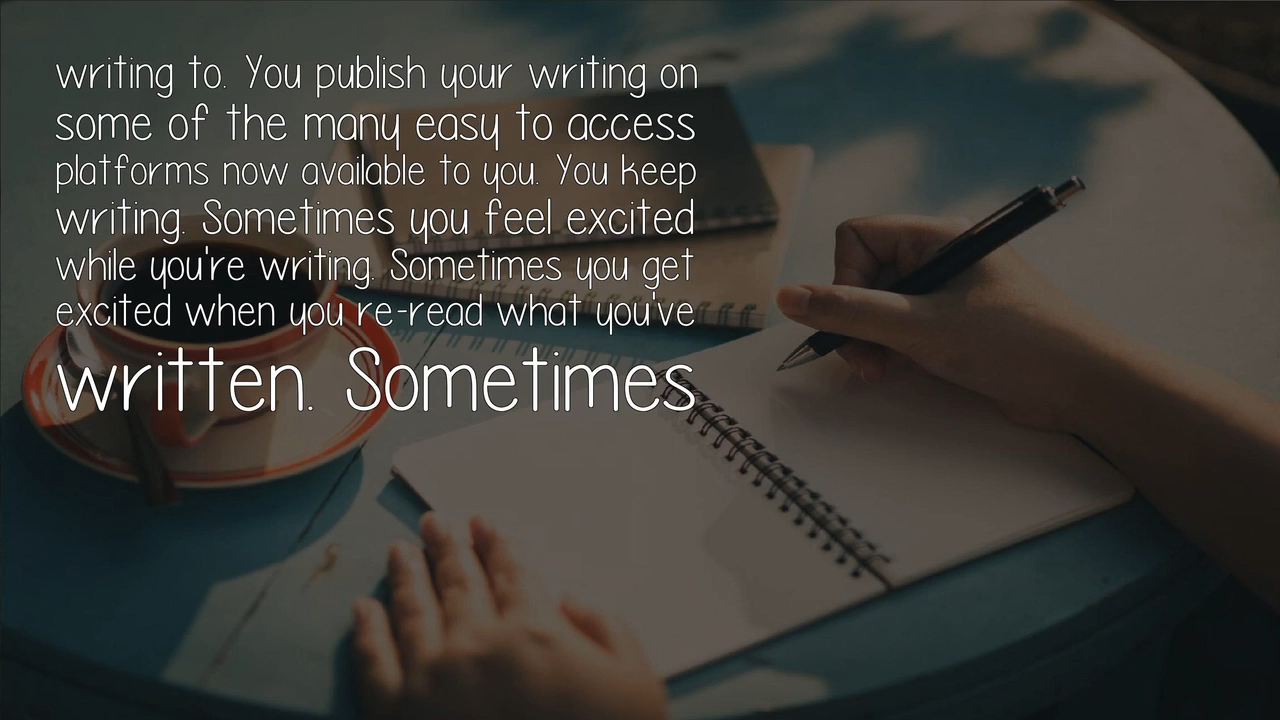 writing to. You publish your writing on
some of the many easy to access
platforms now available to you. You keep
writing. Sometimes you feel excited
while you're writing. Sometimes you get
excited when you re-read what you've
written. Sometimes